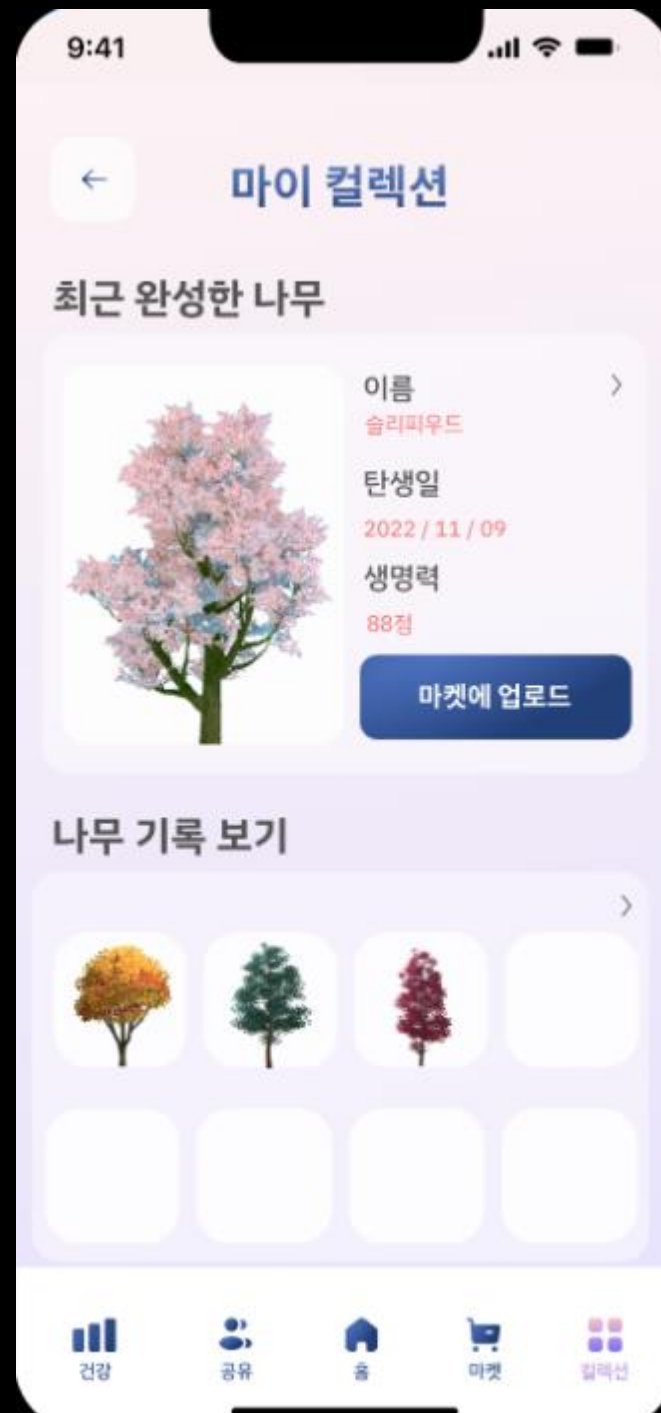 9:41
마이 컬렉션
최근 완성한 나무
이름
슬리피우드
탄생일
2022 / 11 / 09
생명력
88점
마켓에 업로드
나무 기록 보기
건강
공유
홈
마켓
컬렉션